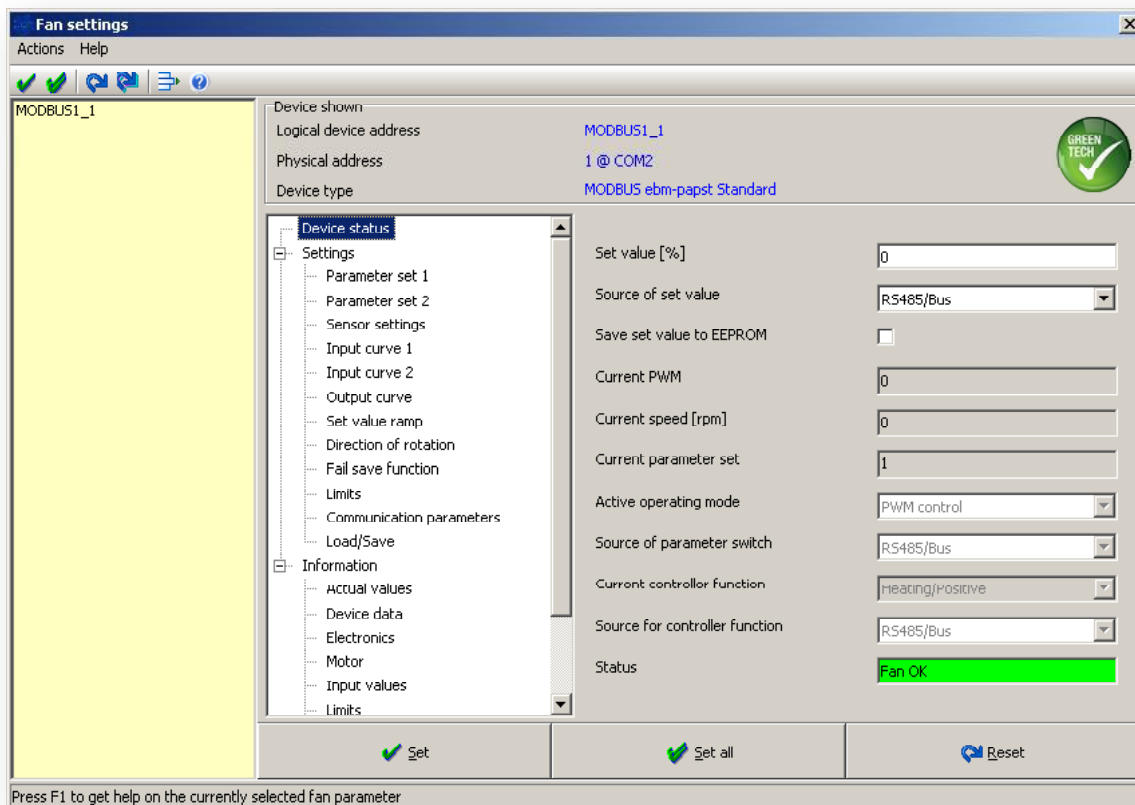 Fan settings
Actions Help
MODBUS1_1
Device shown
Logical device address MODBUS1_1
Physical address 1 @ COM2
Device type MODBUS ebm-papst Standard
GREEN
TECH
Device status
Settings
Parameter set 1
Parameter set 2
Sensor settings
Input curve 1
Input curve 2
Output curve
Set value ramp
Direction of rotation
Fail save function
Limits
Communication parameters
Load/Save
Information
Actual values
Device data
Electronics
Motor
Input values
Limits
Set value [%] 0
Source of set value RS485/Bus
Save set value to EEPROM
Current PWM 0
Current speed [rpm] 0
Current parameter set 1
Active operating mode PWM control
Source of parameter switch RS485/Bus
Current controller function Heating/Positive
Source for controller function RS485/Bus
Status Fan OK
Set Set all Reset
Press F1 to get help on the currently selected fan parameter